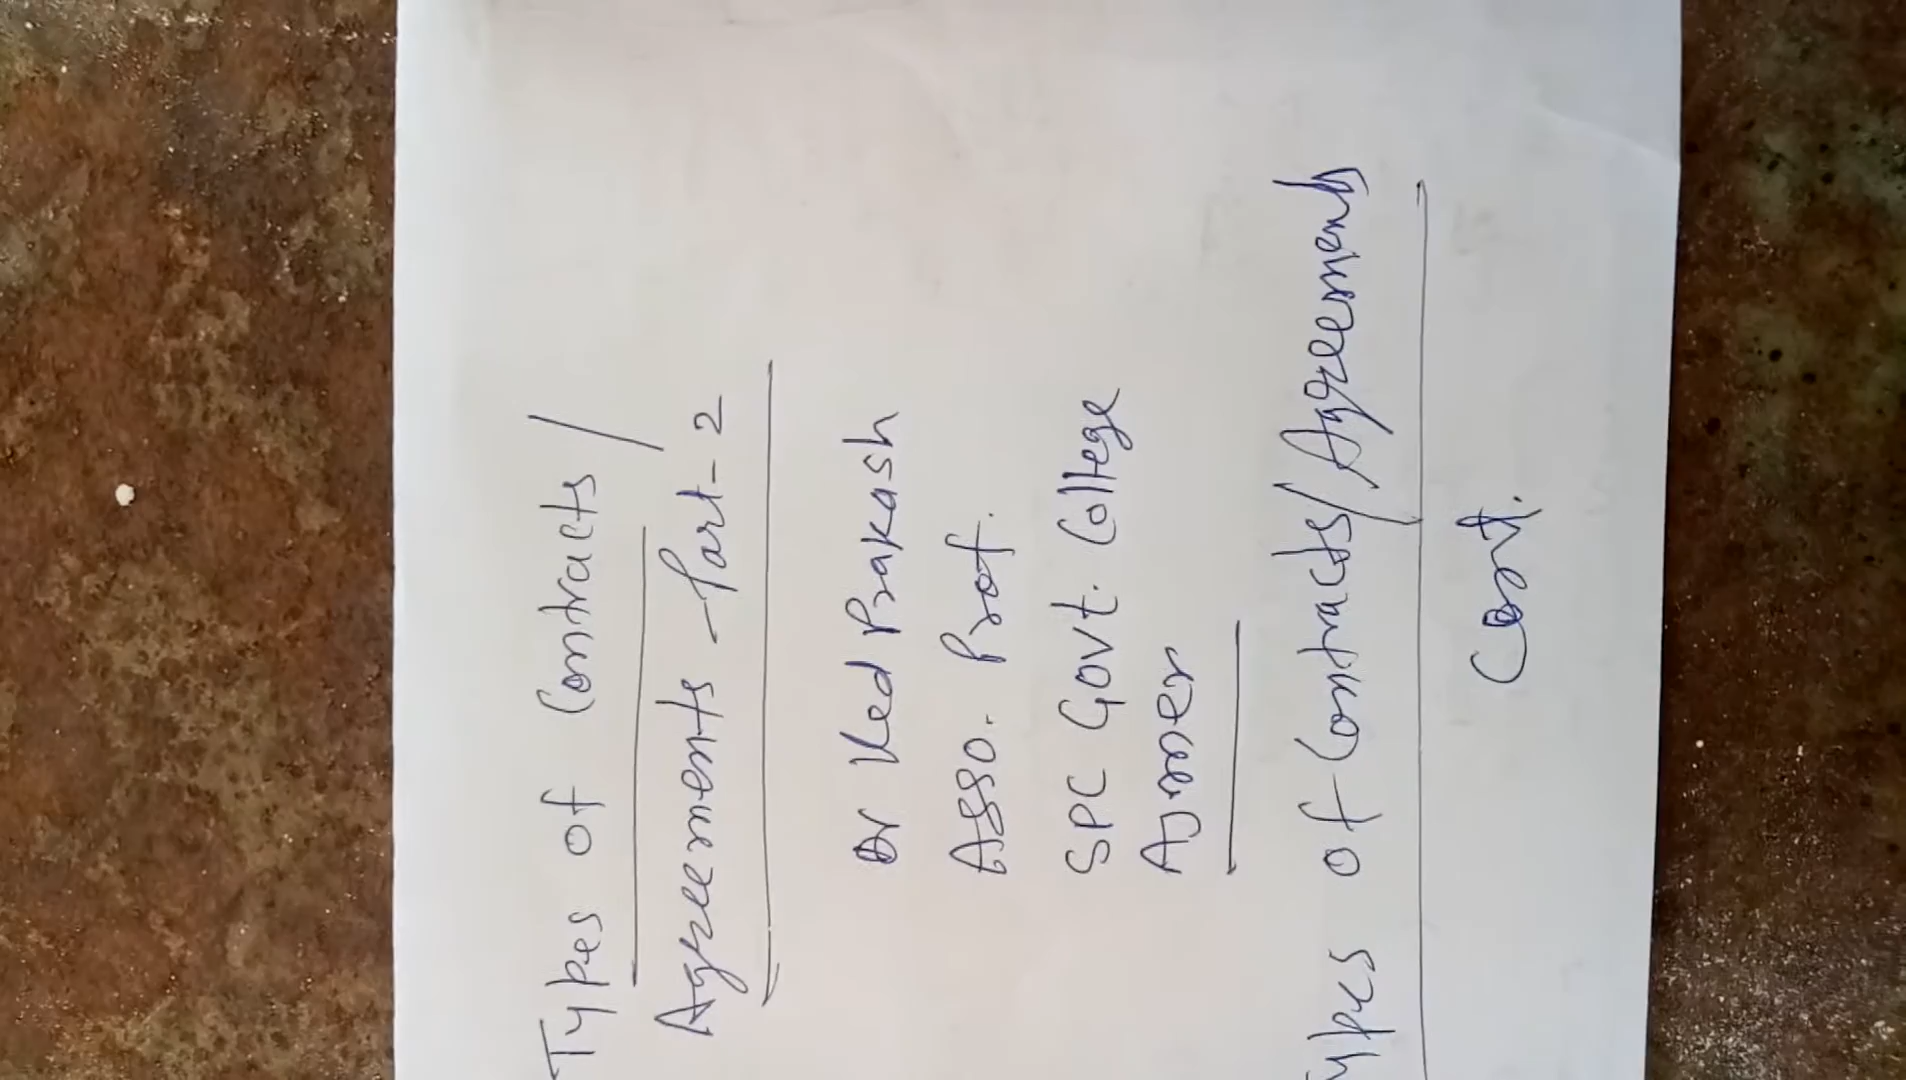 Types of Contracts /
Agreements - Part-2
Dr Ved Prakash
Asso. Prof.
SPC Govt. College
Ajmer
Types of Contracts/Agreements
Cont.